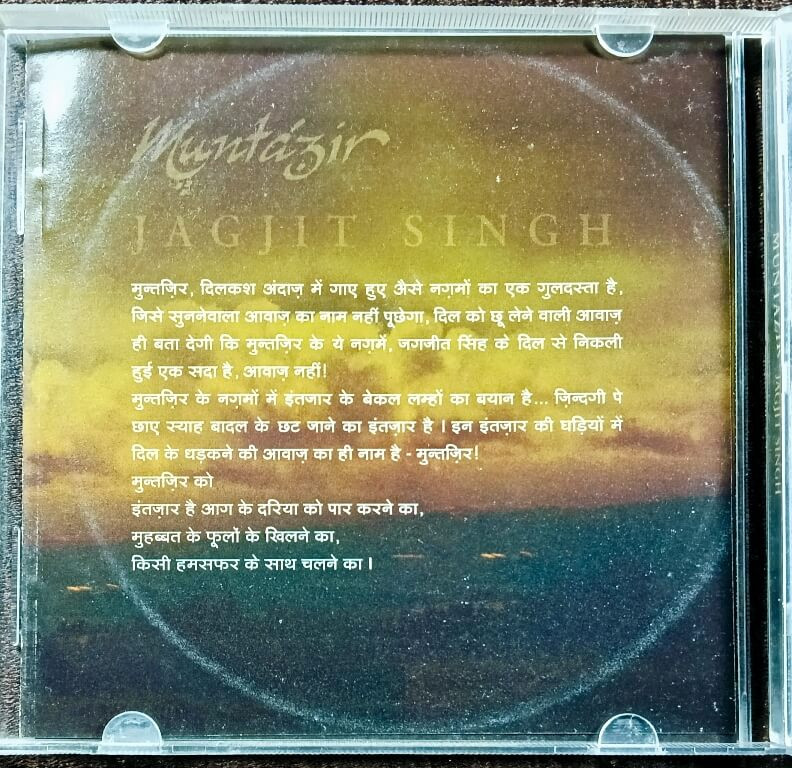 Muntázir
JAGJIT SINGH
मुन्तज़िर, दिलकश अंदाज़ में गाए हुए ऐसे नग़मों का एक गुलदस्ता है,
जिसे सुननेवाला आवाज़ का नाम नहीं पूछेगा, दिल को छू लेने वाली आवाज़
ही बता देगी कि मुन्तज़िर के ये नग़में, जगजीत सिंह के दिल से निकली
हुई एक सदा है, आवाज़ नहीं!
मुन्तज़िर के नग़मों में इंतजार के बेकल लम्हों का बयान है... ज़िन्दगी पे
छाए स्याह बादल के छट जाने का इंतज़ार है । इन इंतज़ार की घड़ियों में
दिल के धड़कने की आवाज़ का ही नाम है - मुन्तज़िर!
मुन्तज़िर को
इंतज़ार है आग के दरिया को पार करने का,
मुहब्बत के फूलों के खिलने का,
किसी हमसफर के साथ चलने का ।
MUNTAZIR JAGJIT SINGH